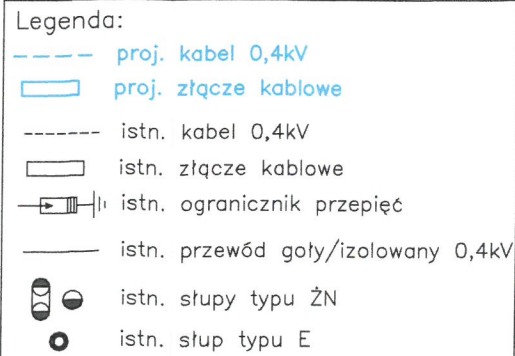 Legenda:
proj. kabel 0,4kV
proj. złącze kablowe
istn. kabel 0,4kV
istn. złącze kablowe
istn. ogranicznik przepięć
istn. przewód goły/izolowany 0,4kV
istn. słupy typu ŻN
istn. słup typu E